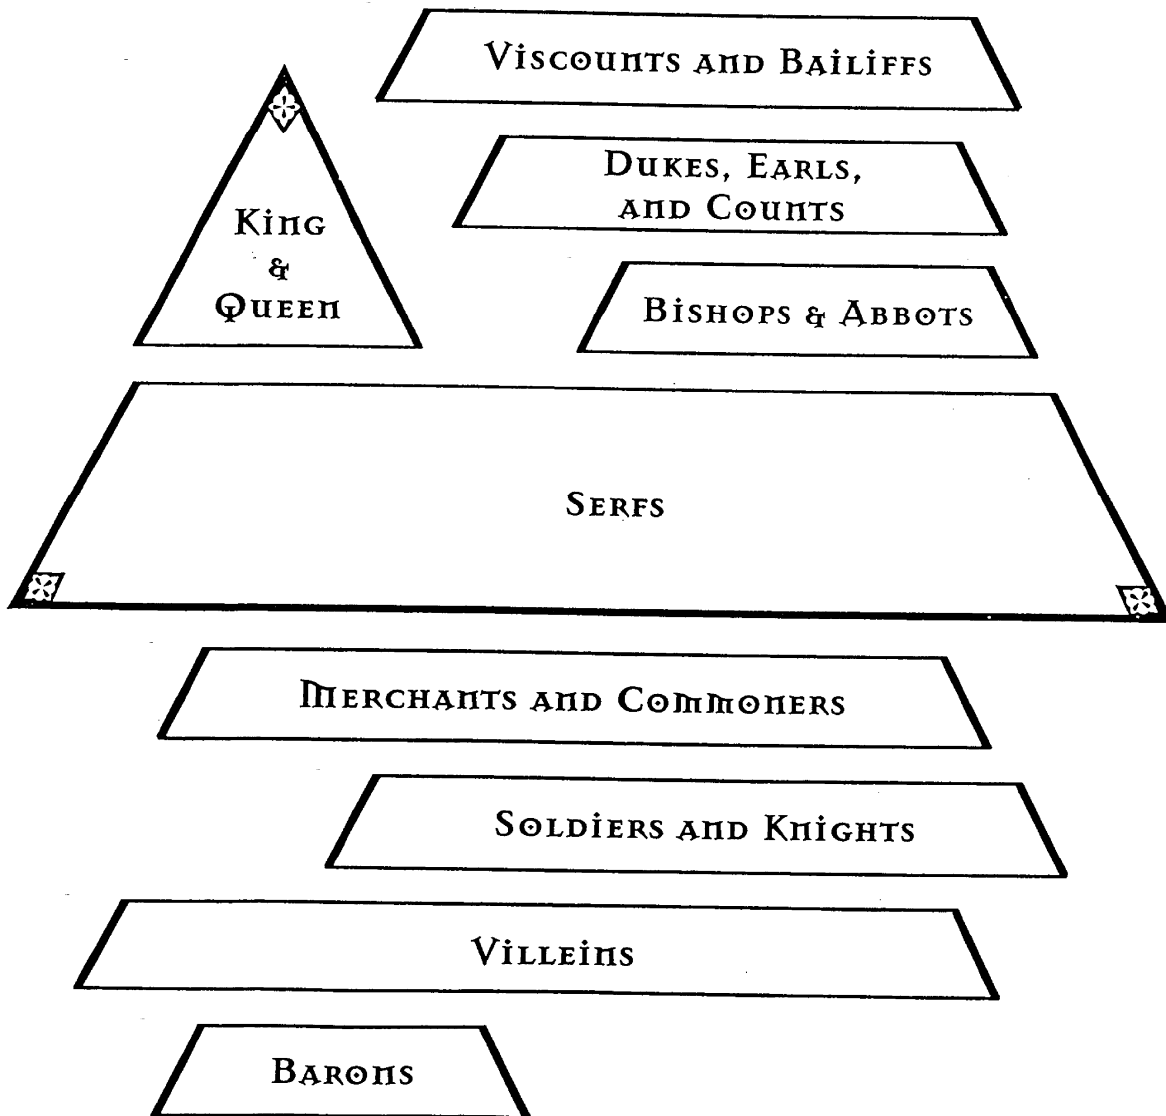 Viscounts and Bailiffs
Dukes, Earls,
and Counts
King
&
Queen
Bishops & Abbots
Serfs
Merchants and Commoners
Soldiers and Knights
Villeins
Barons